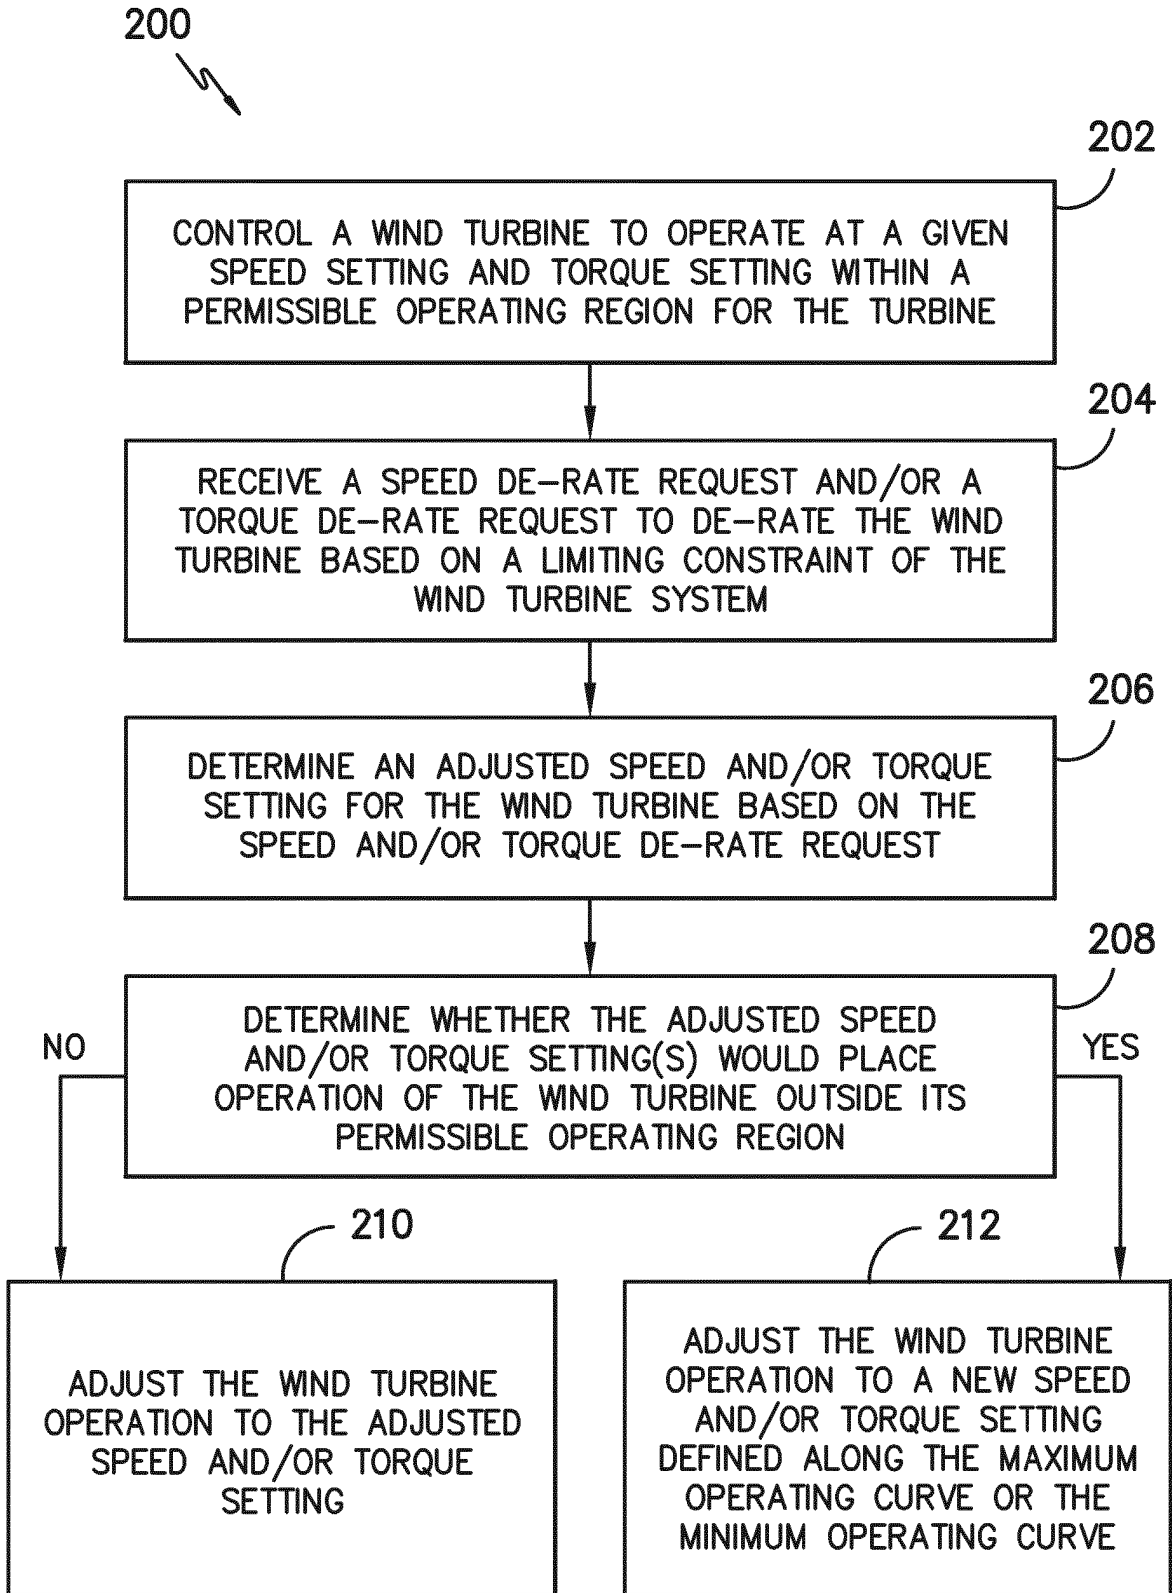 200
202
CONTROL A WIND TURBINE TO OPERATE AT A GIVEN
SPEED SETTING AND TORQUE SETTING WITHIN A
PERMISSIBLE OPERATING REGION FOR THE TURBINE
204
RECEIVE A SPEED DE-RATE REQUEST AND/OR A
TORQUE DE-RATE REQUEST TO DE-RATE THE WIND
TURBINE BASED ON A LIMITING CONSTRAINT OF THE
WIND TURBINE SYSTEM
206
DETERMINE AN ADJUSTED SPEED AND/OR TORQUE
SETTING FOR THE WIND TURBINE BASED ON THE
SPEED AND/OR TORQUE DE-RATE REQUEST
208
DETERMINE WHETHER THE ADJUSTED SPEED
AND/OR TORQUE SETTING(S) WOULD PLACE
OPERATION OF THE WIND TURBINE OUTSIDE ITS
PERMISSIBLE OPERATING REGION
NO
YES
210
ADJUST THE WIND TURBINE
OPERATION TO THE ADJUSTED
SPEED AND/OR TORQUE
SETTING
212
ADJUST THE WIND TURBINE
OPERATION TO A NEW SPEED
AND/OR TORQUE SETTING
DEFINED ALONG THE MAXIMUM
OPERATING CURVE OR THE
MINIMUM OPERATING CURVE